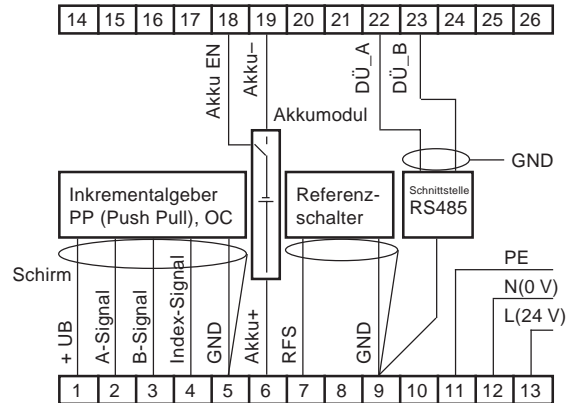 14 15 16 17 18 19 20 21 22 23 24 25 26
Akku EN
Akku–
DÜ_A
DÜ_B
Akkumodul
GND
Inkrementalgeber
PP (Push Pull), OC
Referenz-
schalter
Schnittstelle
RS485
Schirm
PE
N(0 V)
L(24 V)
+ UB
A-Signal
B-Signal
Index-Signal
GND
Akku+
RFS
GND
1 2 3 4 5 6 7 8 9 10 11 12 13